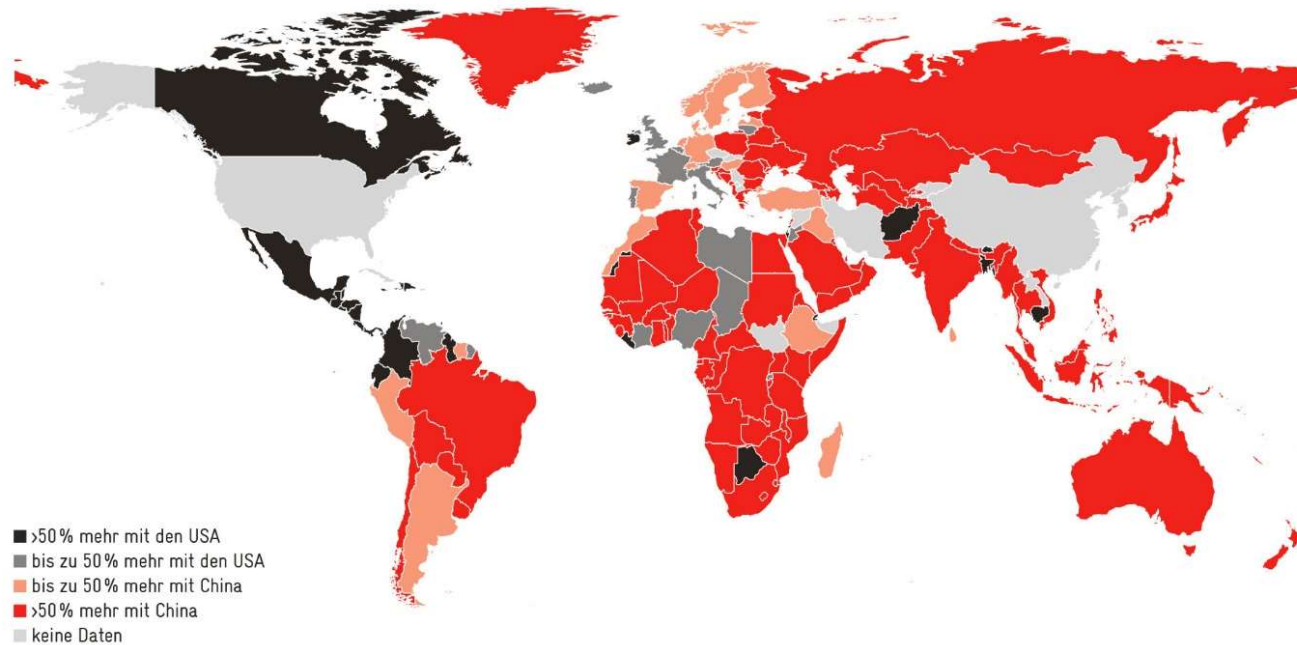 >50% mehr mit den USA
bis zu 50% mehr mit den USA
bis zu 50% mehr mit China
>50% mehr mit China
keine Daten